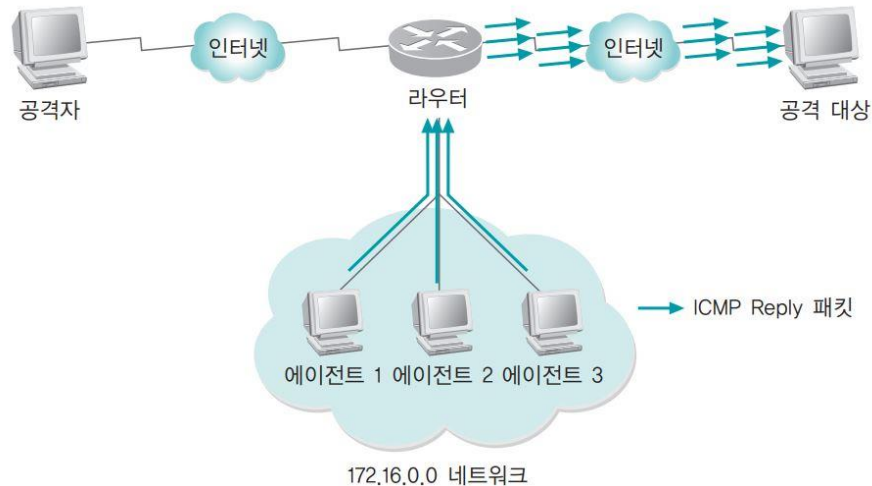 인터넷
인터넷
공격자
라우터
공격 대상
ICMP Reply 패킷
에이전트 1 에이전트 2 에이전트 3
172.16.0.0 네트워크